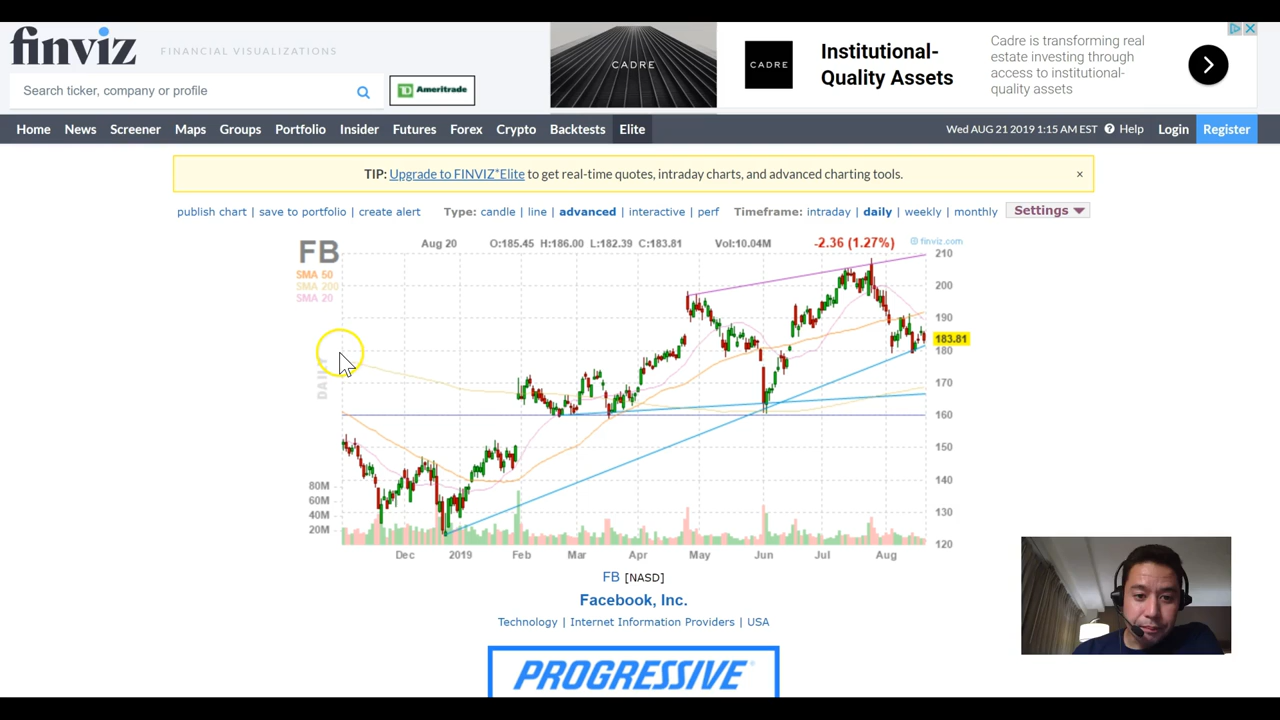 finviz FINANCIAL VISUALIZATIONS
Search ticker, company or profile
TD Ameritrade
CADRE
CADRE
Institutional-
Quality Assets
Cadre is transforming real
estate investing through
access to institutional-
quality assets
Home News Screener Maps Groups Portfolio Insider Futures Forex Crypto Backtests Elite Wed AUG 21 2019 1:15 AM EST ? Help Login Register
TIP: Upgrade to FINVIZ*Elite to get real-time quotes, intraday charts, and advanced charting tools. ×
publish chart | save to portfolio | create alert Type: candle | line | advanced | interactive | perf Timeframe: intraday | daily | weekly | monthly Settings
FB Aug 20 O:185.45 H:186.00 L:182.39 C:183.81 Vol:10.04M -2.36 (1.27%) © finviz.com
SMA 50
SMA 200
SMA 20
DAILY
210
200
190
183.81
180
170
160
150
140
130
120
80M
60M
40M
20M
Dec 2019 Feb Mar Apr May Jun Jul Aug
FB [NASD]
Facebook, Inc.
Technology | Internet Information Providers | USA
PROGRESSIVE